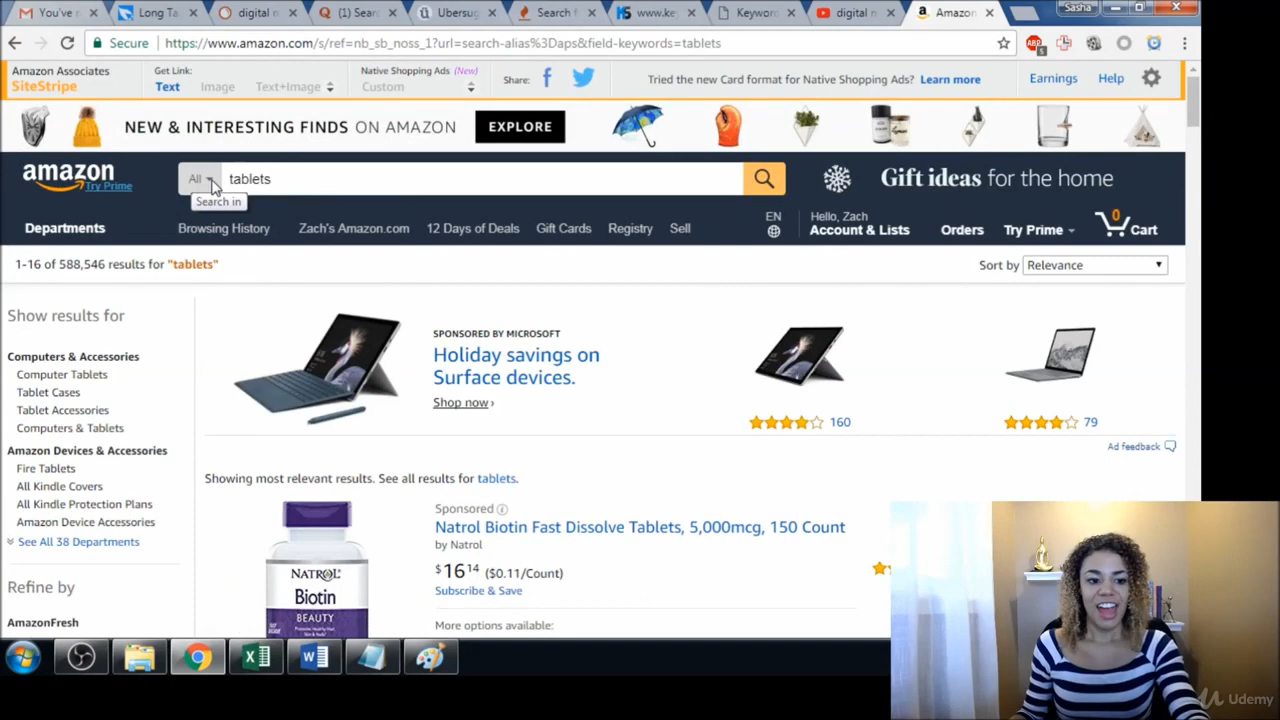 You've n
Long Ta
digital n
(1) Sear
Ubersug
Search f
www.ke
Keyword
digital n
Amazon
Sasha
Secure
https://www.amazon.com/s/ref=nb_sb_noss_1?url=search-alias%3Daps&field-keywords=tablets
Amazon Associates
SiteStripe
Get Link:
Text
Image
Text+Image
Native Shopping Ads (New)
Custom
Share:
Tried the new Card format for Native Shopping Ads? Learn more
Earnings
Help
NEW & INTERESTING FINDS ON AMAZON
EXPLORE
amazon
Try Prime
All
tablets
Search in
Gift ideas for the home
Departments
Browsing History
Zach's Amazon.com
12 Days of Deals
Gift Cards
Registry
Sell
EN
Hello, Zach
Account & Lists
Orders
Try Prime
0
Cart
1-16 of 588,546 results for "tablets"
Sort by
Relevance
Show results for
Computers & Accessories
Computer Tablets
Tablet Cases
Tablet Accessories
Computers & Tablets
Amazon Devices & Accessories
Fire Tablets
All Kindle Covers
All Kindle Protection Plans
Amazon Device Accessories
See All 38 Departments
Refine by
AmazonFresh
SPONSORED BY MICROSOFT
Holiday savings on
Surface devices.
Shop now ›
160
79
Ad feedback
Showing most relevant results. See all results for tablets.
Sponsored
Natrol Biotin Fast Dissolve Tablets, 5,000mcg, 150 Count
by Natrol
$16 14 ($0.11/Count)
Subscribe & Save
More options available:
NATROL
Biotin
BEAUTY
Udemy